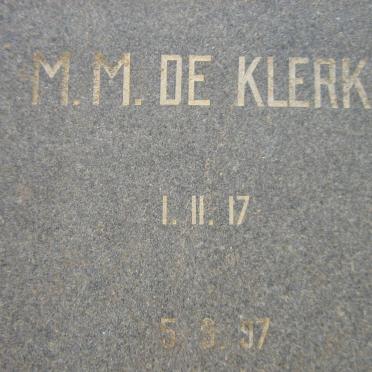 M. M. DE KLERK
1. 11. 17
5. 9. 97